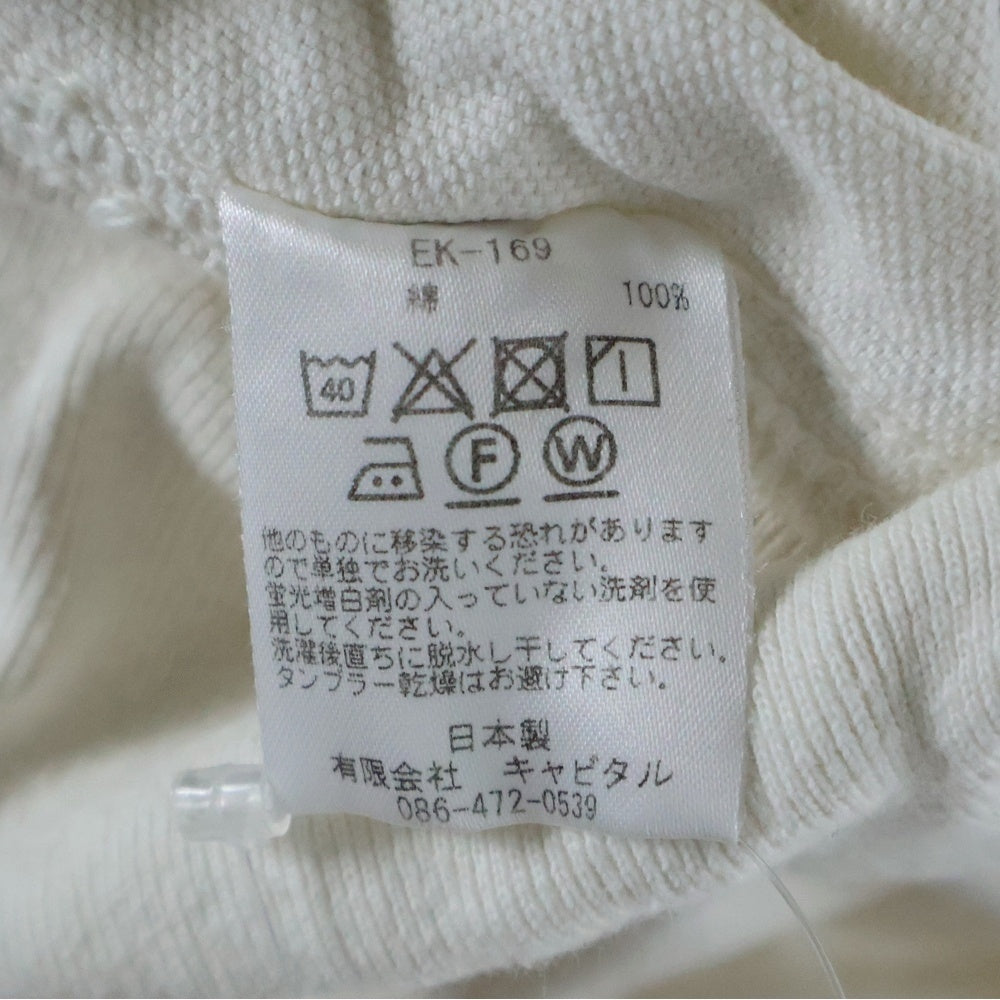 EK-169
綿 100%
40
F W
他のものに移染する恐れがあります
ので単独でお洗いください。
蛍光増白剤の入っていない洗剤を使
用してください。
洗濯後直ちに脱水し干してください。
タンブラー乾燥はお避け下さい。
日本製
有限会社 キャピタル
086-472-0539